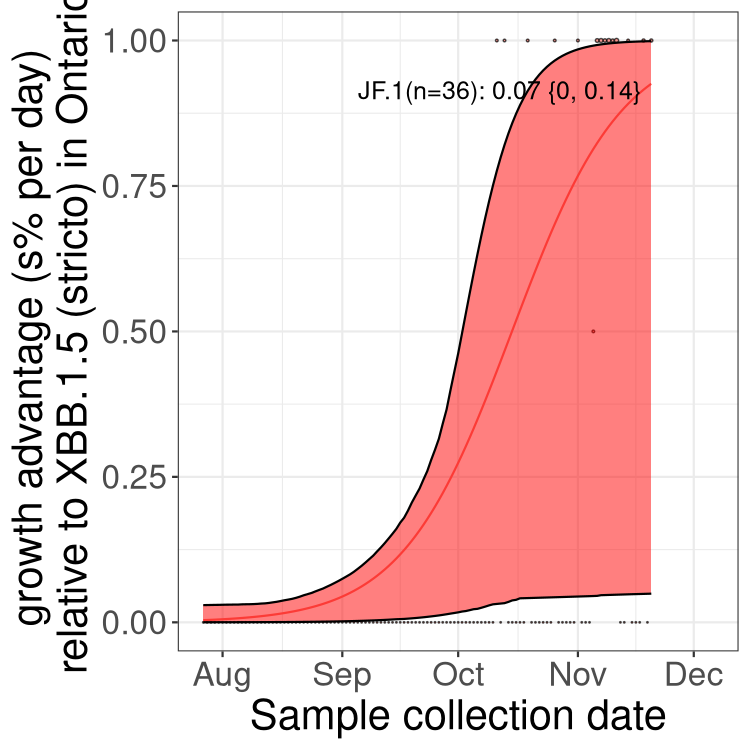 growth advantage (s% per day)
relative to XBB.1.5 (stricto) in Ontario
1.00
0.75
0.50
0.25
0.00
JF.1(n=36): 0.07 {0, 0.14}
Aug Sep Oct Nov Dec
Sample collection date